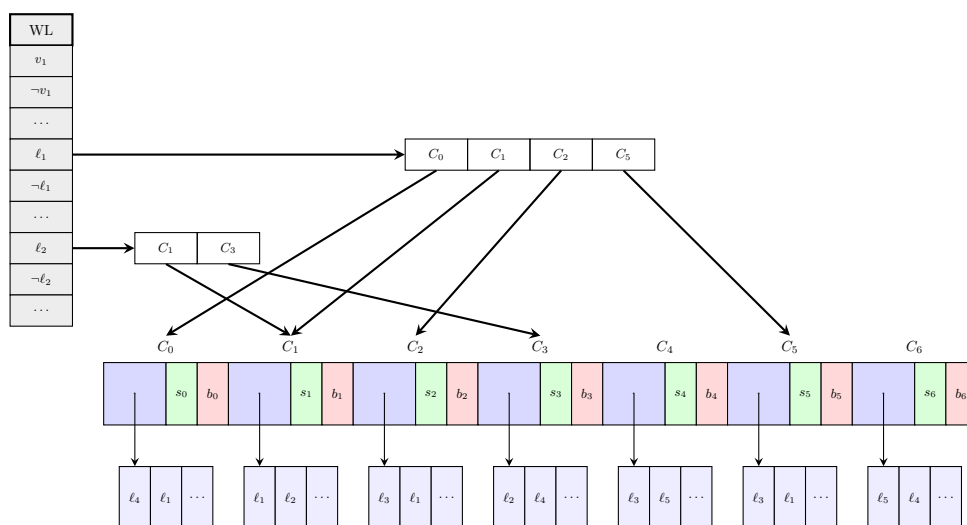 WL
v₁
¬v₁
⋯
ℓ₁
¬ℓ₁
⋯
ℓ₂
¬ℓ₂
⋯
C₀ C₁ C₂ C₅
C₁ C₃
C₀ C₁ C₂ C₃ C₄ C₅ C₆
s₀ b₀ s₁ b₁ s₂ b₂ s₃ b₃ s₄ b₄ s₅ b₅ s₆ b₆
ℓ₄ ℓ₁ ⋯ ℓ₁ ℓ₂ ⋯ ℓ₃ ℓ₁ ⋯ ℓ₂ ℓ₄ ⋯ ℓ₃ ℓ₅ ⋯ ℓ₃ ℓ₁ ⋯ ℓ₅ ℓ₄ ⋯